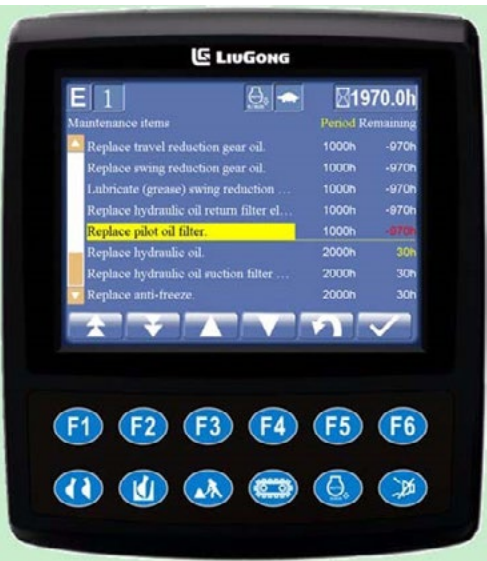 LIUGONG
E 1 1970.0h
Maintenance items Period Remaining
Replace travel reduction gear oil. 1000h -970h
Replace swing reduction gear oil. 1000h -970h
Lubricate (grease) swing reduction ... 1000h -970h
Replace hydraulic oil return filter el... 1000h -970h
Replace pilot oil filter. 1000h -970h
Replace hydraulic oil. 2000h 30h
Replace hydraulic oil suction filter ... 2000h 30h
Replace anti-freeze. 2000h 30h
F1 F2 F3 F4 F5 F6